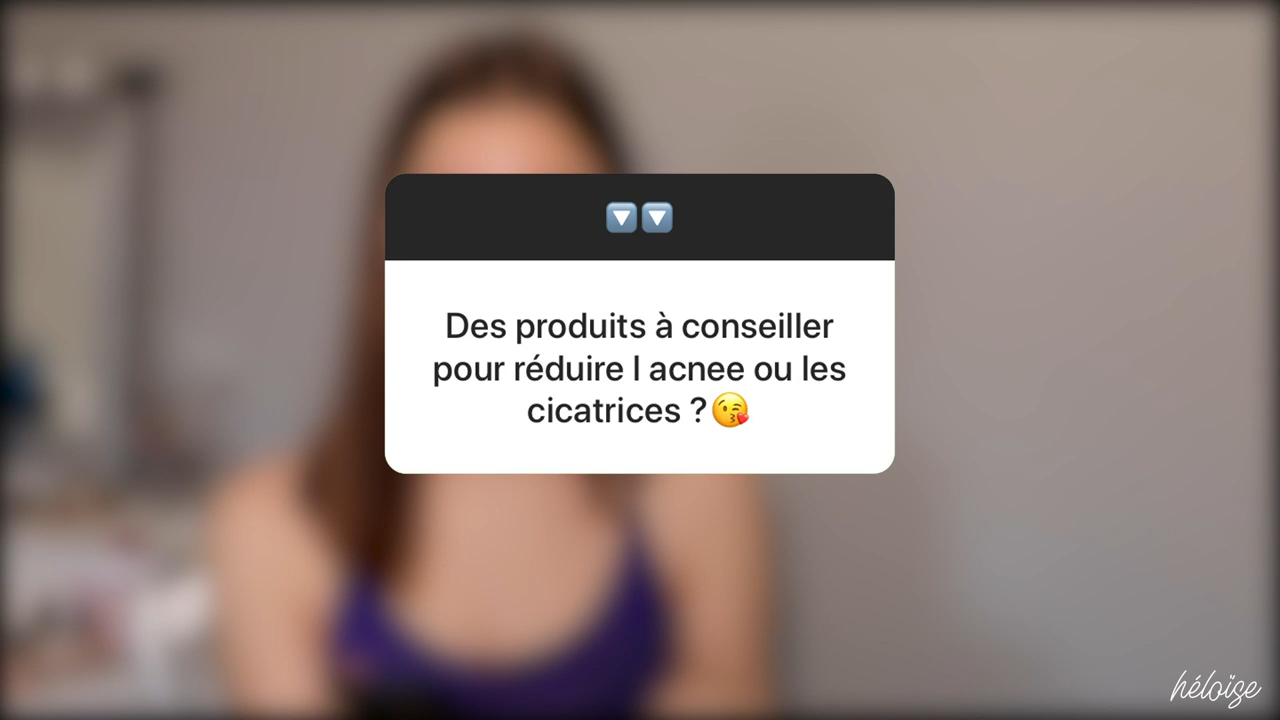 🔽🔽
Des produits à conseiller
pour réduire l acnee ou les
cicatrices ?😘
héloïse